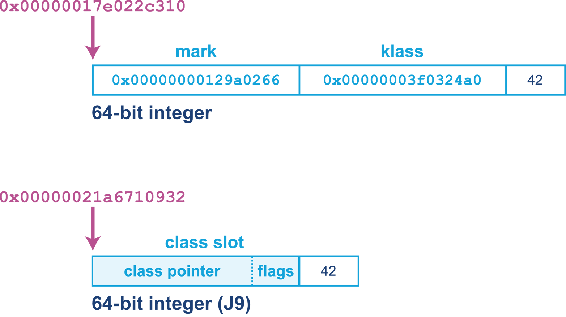 0x00000017e022c310
mark klass
0x00000000129a0266 0x00000003f0324a0 42
64-bit integer
0x00000021a6710932
class slot
class pointer flags 42
64-bit integer (J9)